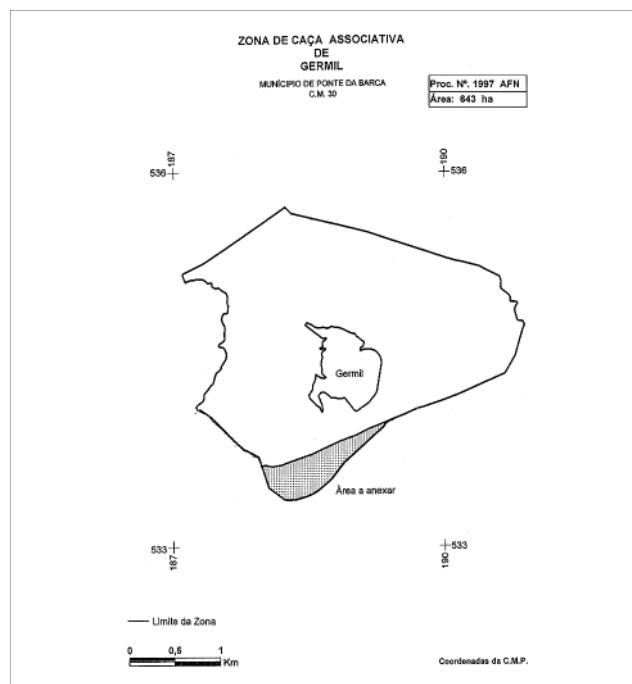 ZONA DE CAÇA ASSOCIATIVA
DE
GERMIL
MUNÍCIPIO DE PONTE DA BARCA
C.M. 30
Proc. Nº. 1997 AFN
Área: 643 ha
187
536
190
536
Germil
Àrea a anexar
533
187
533
190
Limite da Zona
0 0,5 1
Km
Coordenadas da C.M.P.